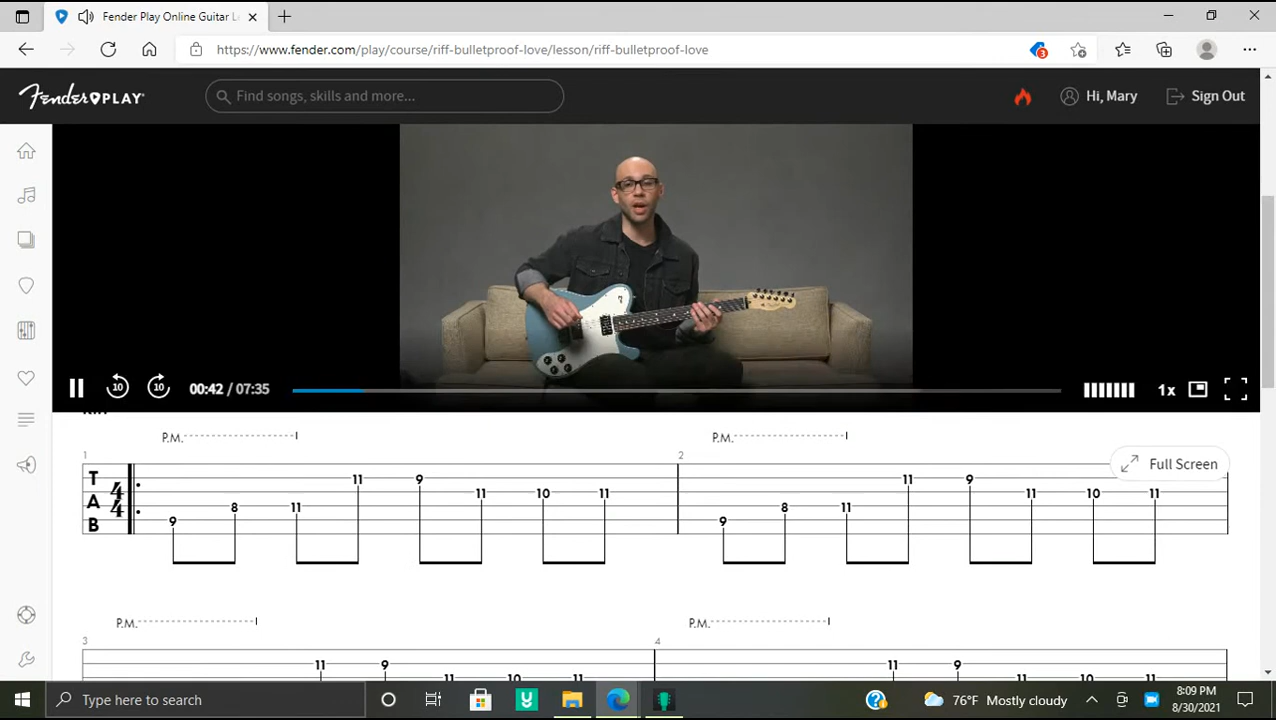 Fender Play Online Guitar L
https://www.fender.com/play/course/riff-bulletproof-love/lesson/riff-bulletproof-love
3
Fender PLAY
Find songs, skills and more...
Hi, Mary
Sign Out
10
10
00:42 / 07:35
1x
P.M.
P.M.
1
2
Full Screen
T
A
B
4
4
11 9 11 9
11 10 11 11 10 11
8 11 8 11
9 9
P.M.
P.M.
3
4
11 9 11 9
11 10 11 11 10 11
Type here to search
76°F Mostly cloudy
8:09 PM
8/30/2021